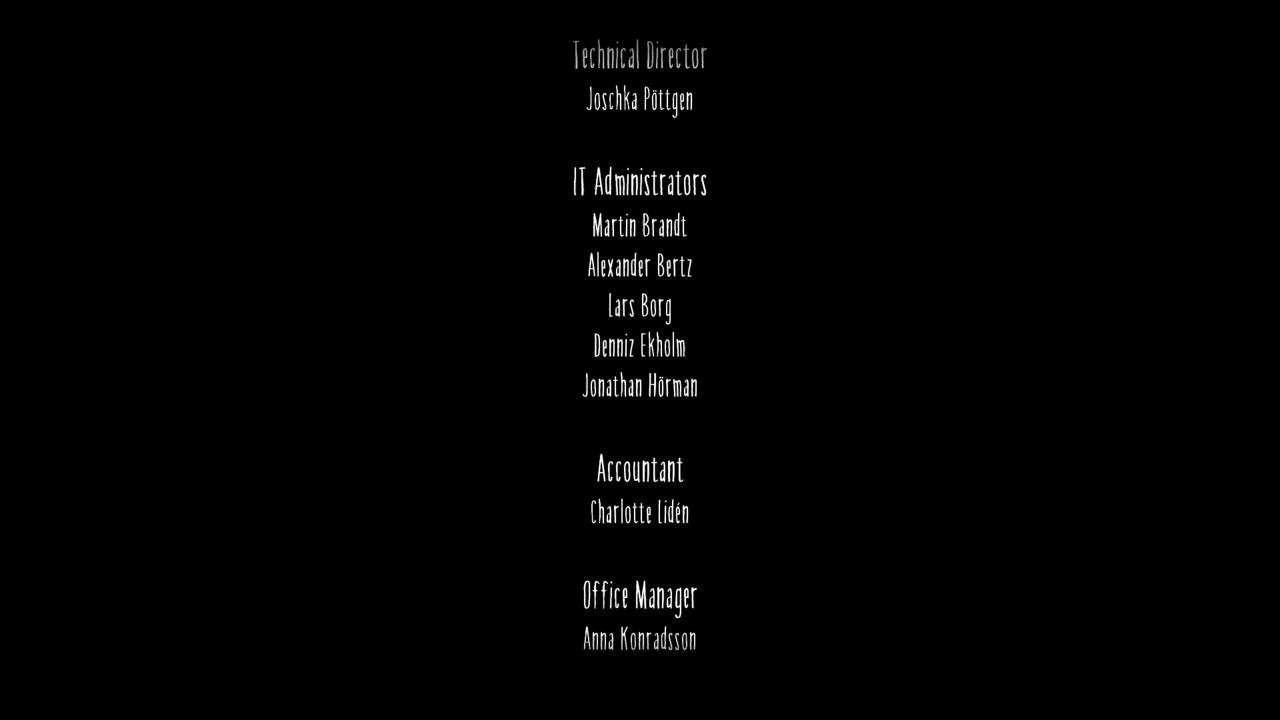 Technical Director
Joschka Pöttgen
IT Administrators
Martin Brandt
Alexander Bertz
Lars Borg
Denniz Ekholm
Jonathan Hörman
Accountant
Charlotte Lidén
Office Manager
Anna Konradsson